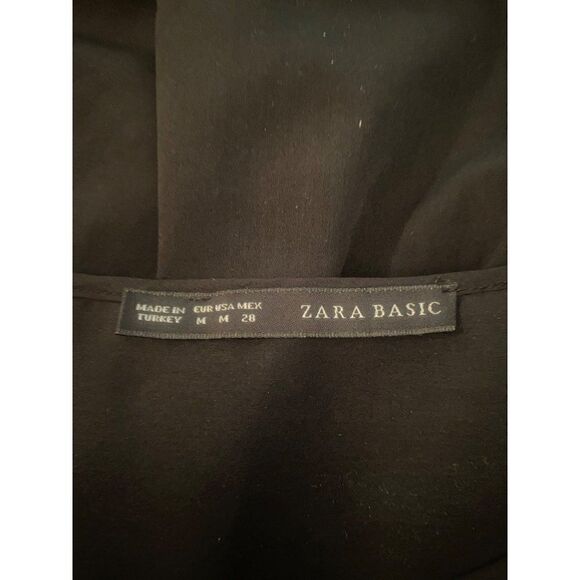 MADE IN EUR USA MEX ZARA BASIC
TURKEY M M 28